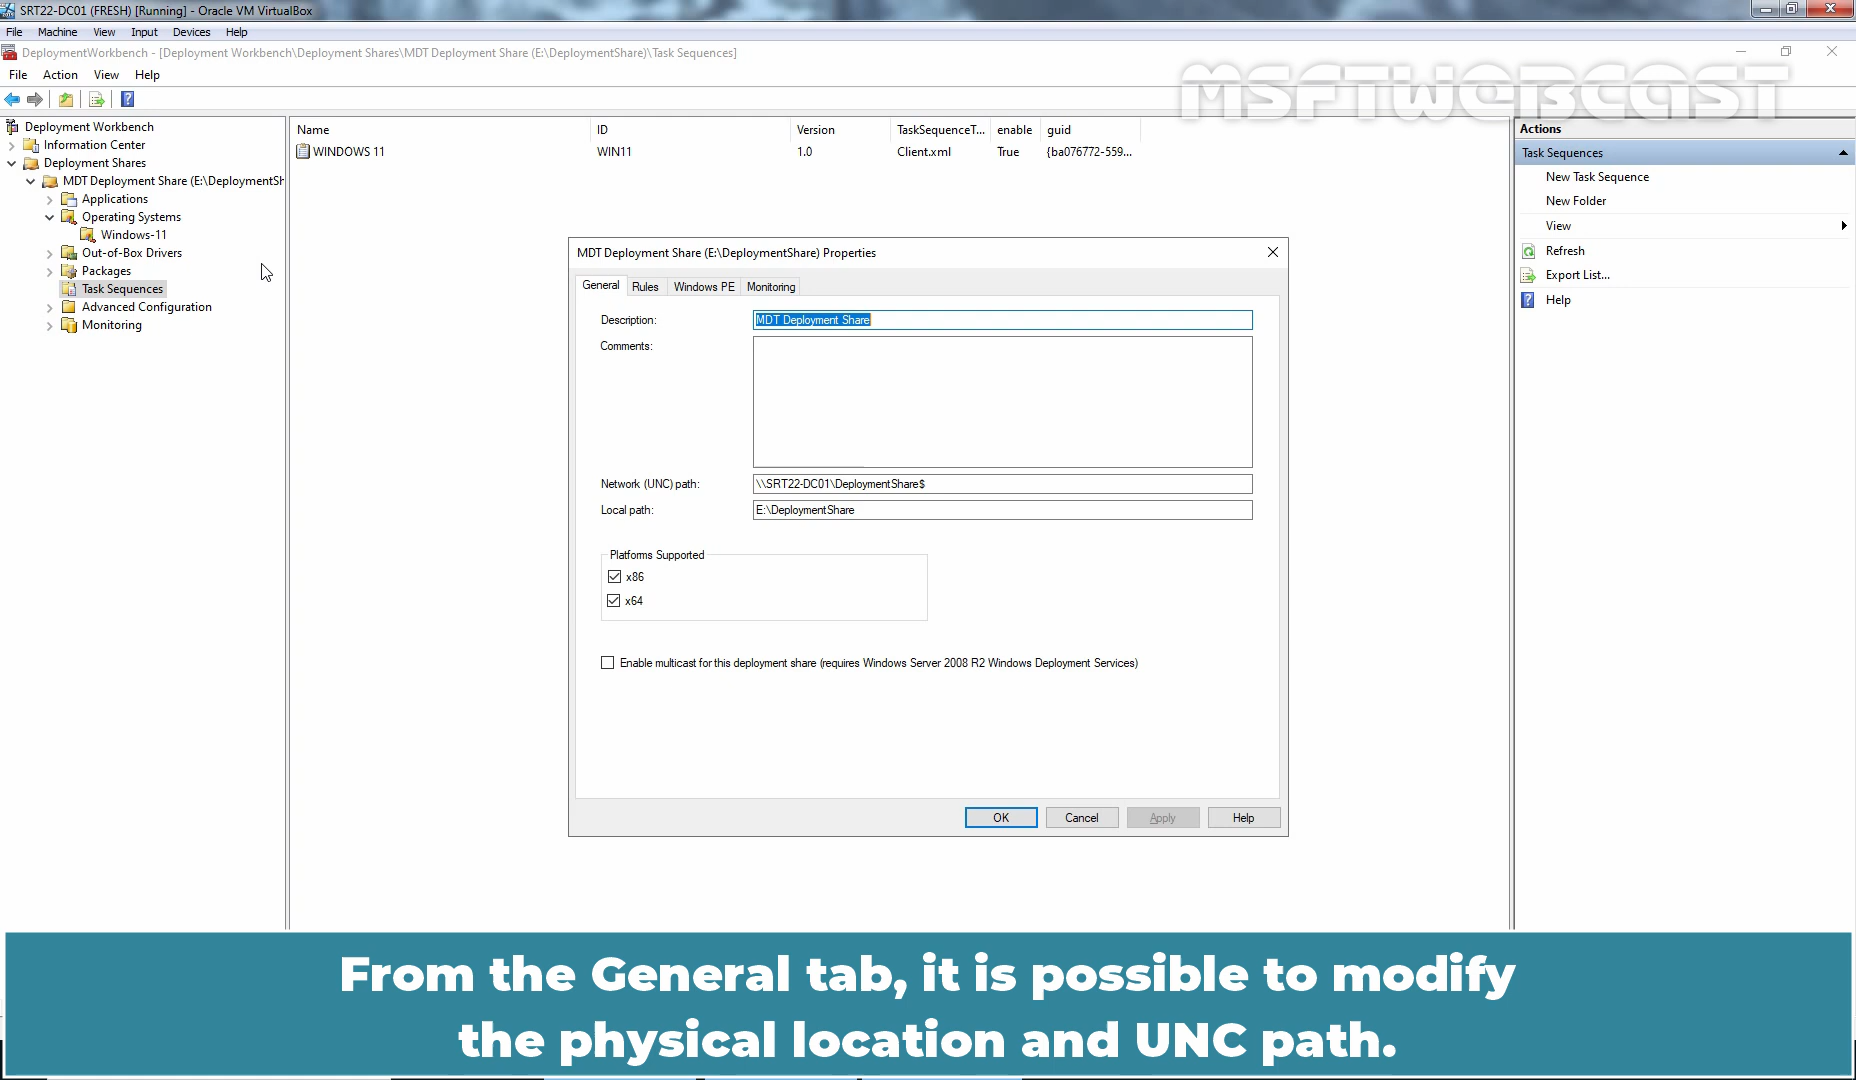 SRT22-DC01 (FRESH) [Running] - Oracle VM VirtualBox
File Machine View Input Devices Help
DeploymentWorkbench - [Deployment Workbench\Deployment Shares\MDT Deployment Share (E:\DeploymentShare)\Task Sequences]
File Action View Help
MSFTWEBCAST
Deployment Workbench
Information Center
Deployment Shares
MDT Deployment Share (E:\DeploymentSh
Applications
Operating Systems
Windows-11
Out-of-Box Drivers
Packages
Task Sequences
Advanced Configuration
Monitoring
Name ID Version TaskSequenceT... enable guid
WINDOWS 11 WIN11 1.0 Client.xml True {ba076772-559...
Actions
Task Sequences
New Task Sequence
New Folder
View
Refresh
Export List...
Help
MDT Deployment Share (E:\DeploymentShare) Properties
General Rules Windows PE Monitoring
Description: MDT Deployment Share
Comments:
Network (UNC) path: \\SRT22-DC01\DeploymentShare$
Local path: E:\DeploymentShare
Platforms Supported
x86
x64
Enable multicast for this deployment share (requires Windows Server 2008 R2 Windows Deployment Services)
OK Cancel Apply Help
From the General tab, it is possible to modify
the physical location and UNC path.